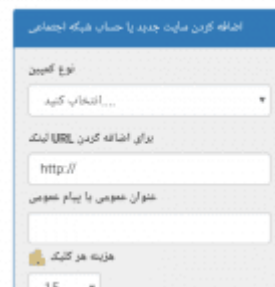 اضافه کردن سایت جدید یا حساب شبکه اجتماعی
نوع کمپین
انتخاب کنید....
برای اضافه کردن URL لینک
http://
عنوان عمومی یا پیام عمومی
هزینه هر کلیک
15